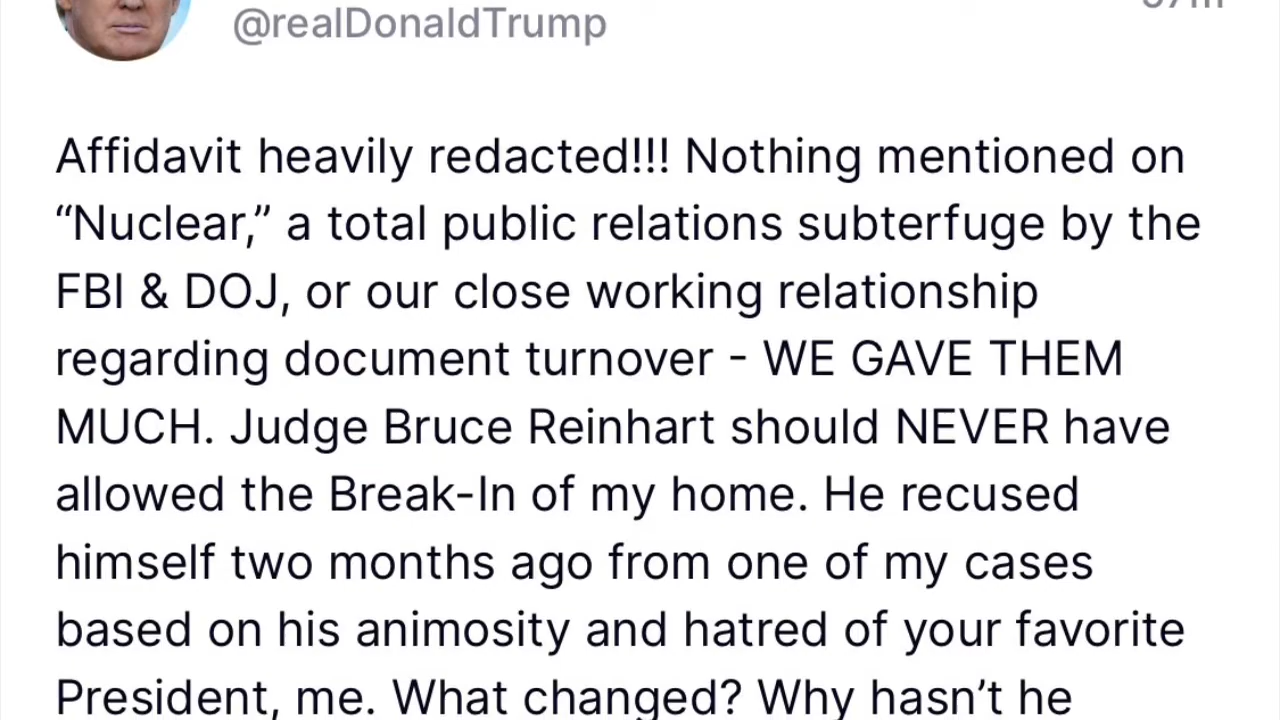 @realDonaldTrump
Affidavit heavily redacted!!! Nothing mentioned on
“Nuclear,” a total public relations subterfuge by the
FBI & DOJ, or our close working relationship
regarding document turnover - WE GAVE THEM
MUCH. Judge Bruce Reinhart should NEVER have
allowed the Break-In of my home. He recused
himself two months ago from one of my cases
based on his animosity and hatred of your favorite
President, me. What changed? Why hasn’t he